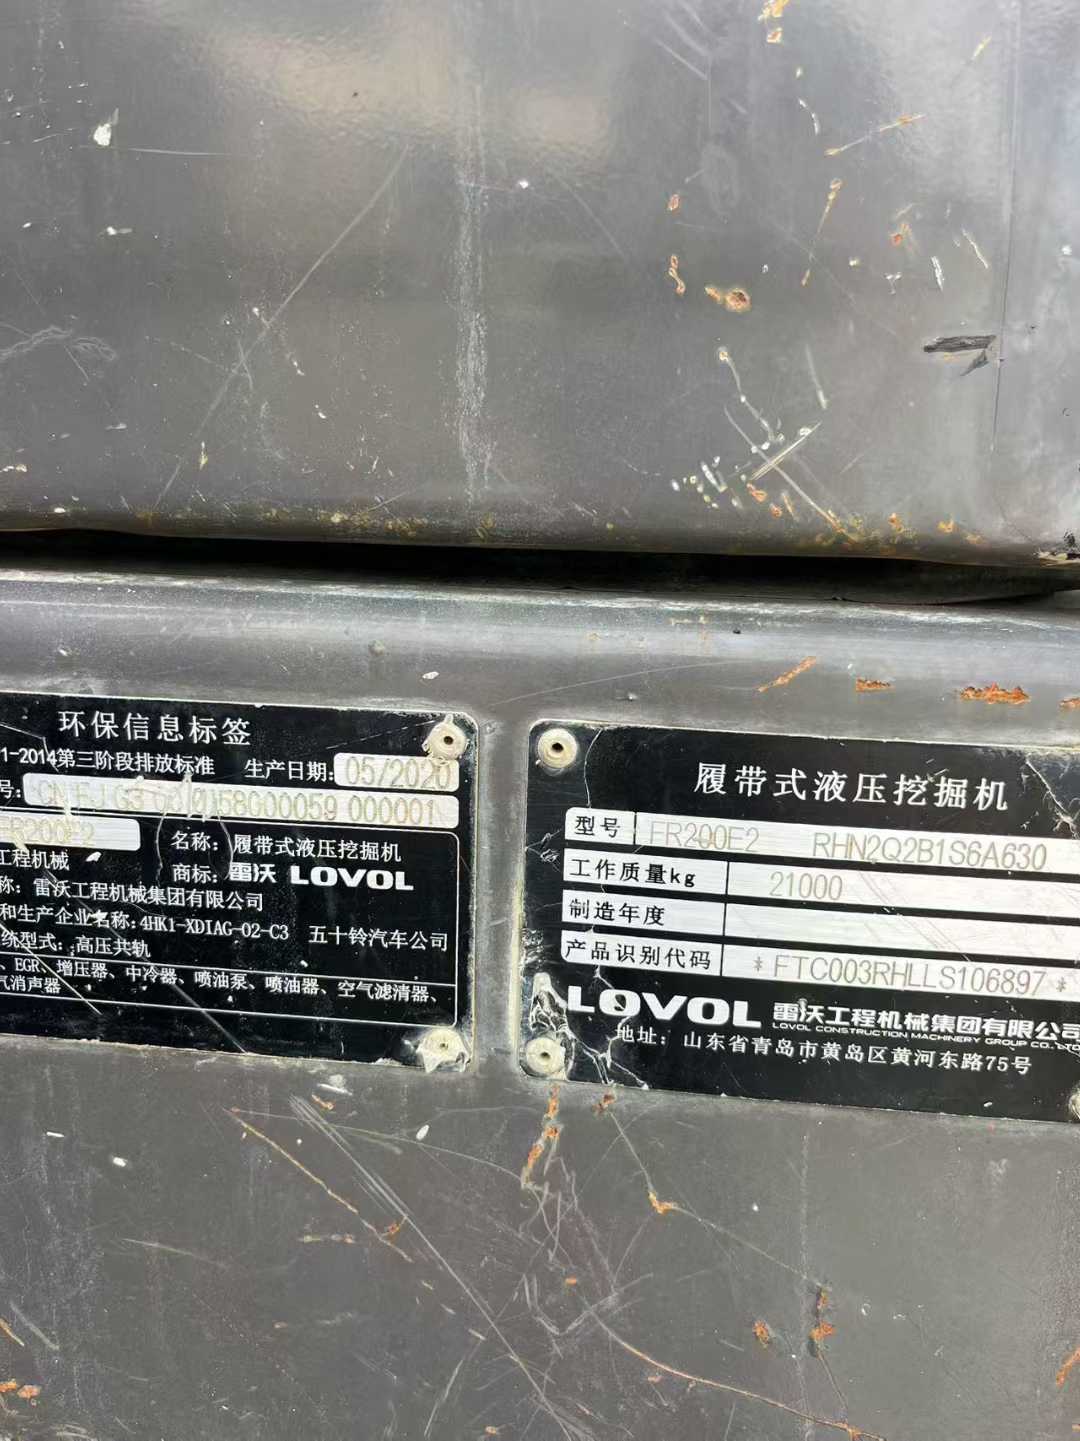 环保信息标签
1-2014第三阶段排放标准 生产日期: 05/2020
号: CN FJ G3 00(0)58000059 000001
FR200E2 名称: 履带式液压挖掘机
工程机械 商标: 雷沃 LOVOL
称: 雷沃工程机械集团有限公司
和生产企业名称: 4HK1-XDIAG-02-C3 五十铃汽车公司
统型式: 高压共轨
、EGR、增压器、中冷器、喷油泵、喷油器、空气滤清器、
气消声器
履带式液压挖掘机
型号 FR200E2 RHN2Q2B1S6A630
工作质量kg 21000
制造年度
产品识别代码 *FTC003RHLLS106897*
LOVOL 雷沃工程机械集团有限公司
LOVOL CONSTRUCTION MACHINERY GROUP CO.,LTD
地址: 山东省青岛市黄岛区黄河东路75号